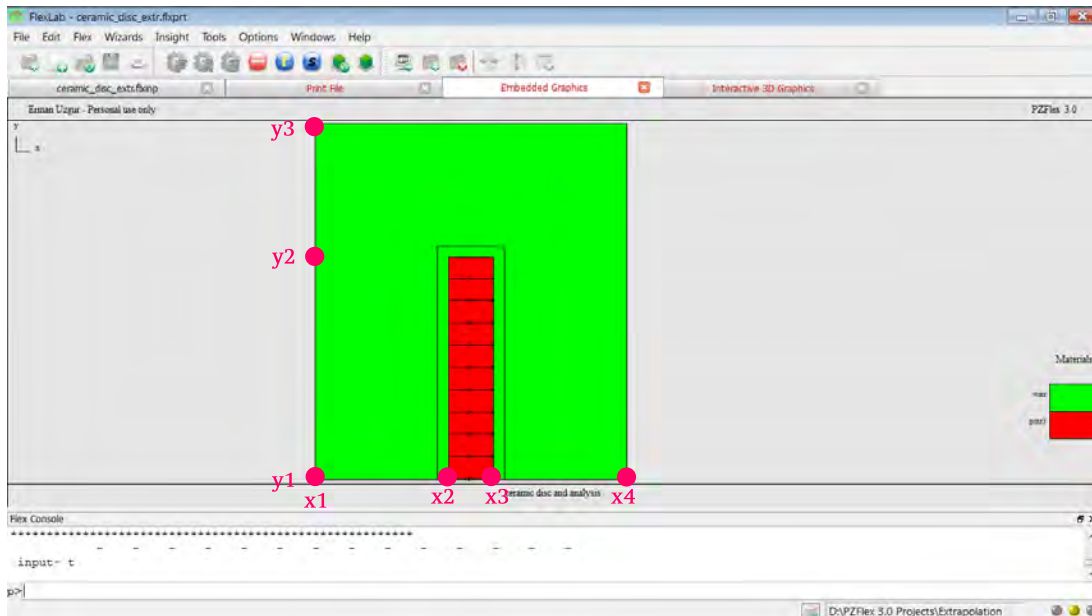 FlexLab - ceramic_disc_extr.flxprt
File Edit Flex Wizards Insight Tools Options Windows Help
ceramic_disc_exts.flxinp Print File Embedded Graphics Interactive 3D Graphics
Erman Uzgur - Personal use only PZFlex 3.0
y
x
y3
y2
y1
x1 x2 x3 x4
ceramic disc and analysis
Materials
Flex Console
************************************************************
- - - - - - - - - - - - - -
input- t
p>
D:\PZFlex 3.0 Projects\Extrapolation